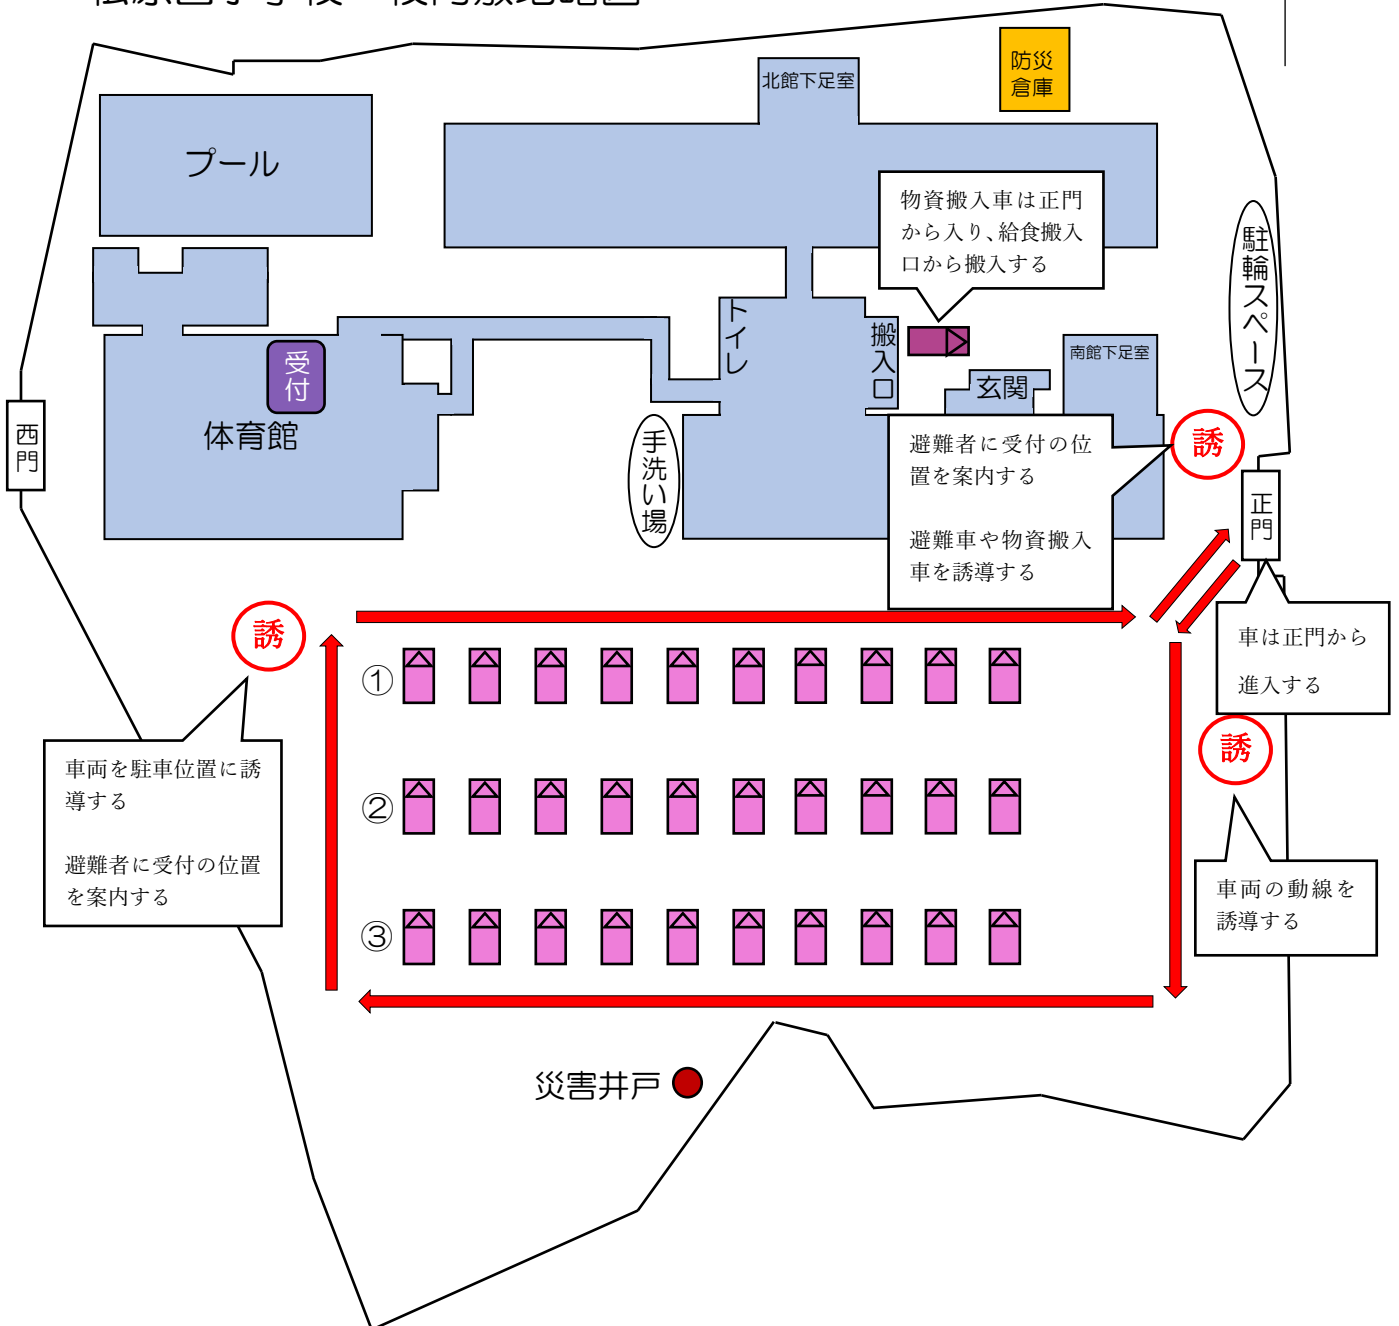 防災
倉庫
北館下足室
プール
物資搬入車は正門
から入り、給食搬入
口から搬入する
駐輪スペース
トイレ
搬入口
南館下足室
受付
玄関
体育館
西門
手洗い場
避難者に受付の位
置を案内する
避難車や物資搬入
車を誘導する
誘
正門
誘
車は正門から
進入する
①
誘
車両を駐車位置に誘
導する
避難者に受付の位置
を案内する
②
車両の動線を
誘導する
③
災害井戸